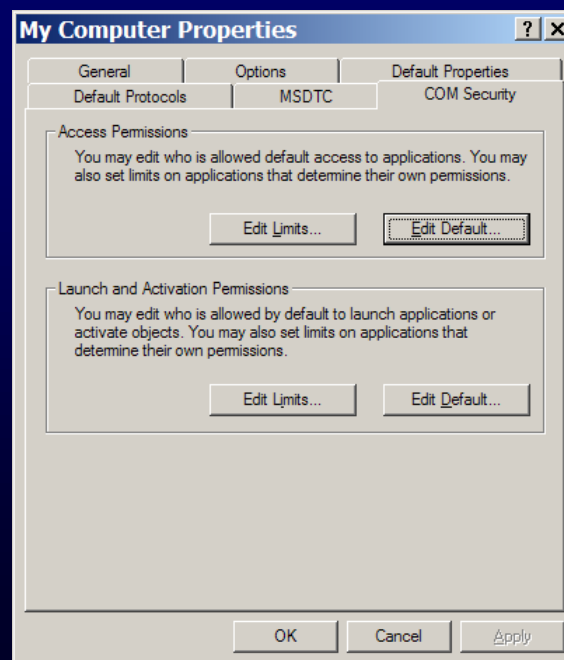 My Computer Properties
General Options Default Properties
Default Protocols MSDTC COM Security
Access Permissions
You may edit who is allowed default access to applications. You may
also set limits on applications that determine their own permissions.
Edit Limits... Edit Default...
Launch and Activation Permissions
You may edit who is allowed by default to launch applications or
activate objects. You may also set limits on applications that
determine their own permissions.
Edit Limits... Edit Default...
OK Cancel Apply